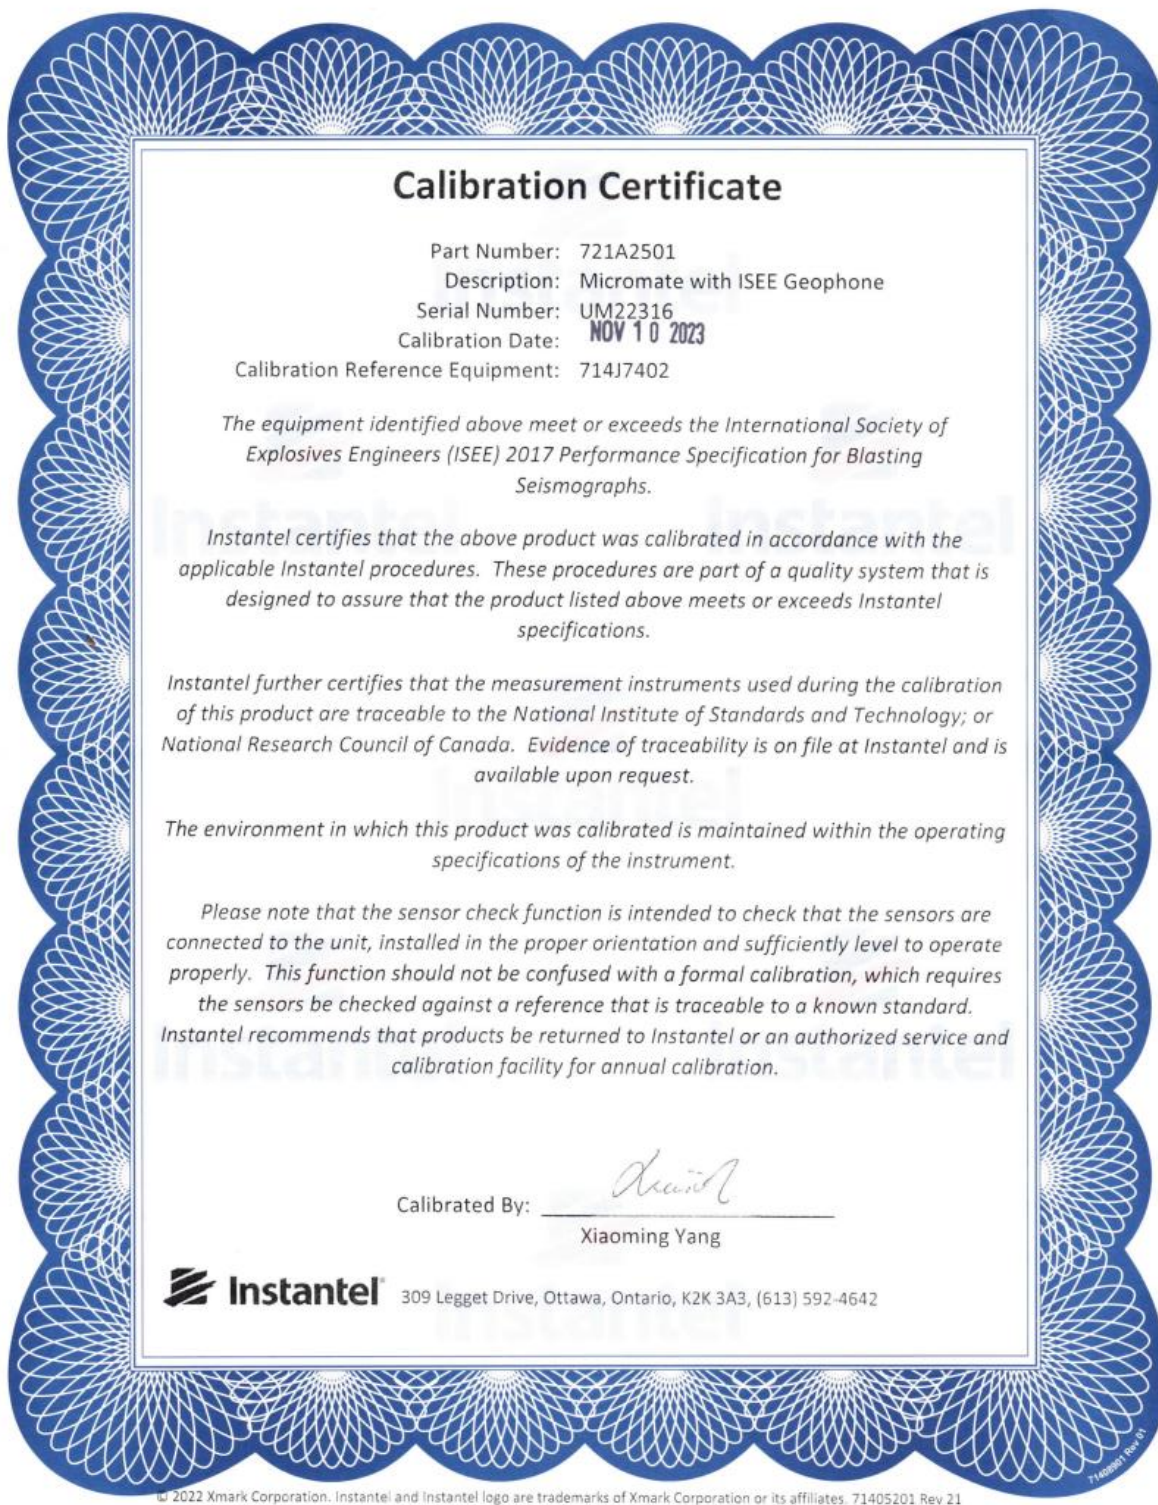 Calibration Certificate
Part Number: 721A2501
Description: Micromate with ISEE Geophone
Serial Number: UM22316
Calibration Date: NOV 10 2023
Calibration Reference Equipment: 714J7402
The equipment identified above meet or exceeds the International Society of
Explosives Engineers (ISEE) 2017 Performance Specification for Blasting
Seismographs.
Instantel certifies that the above product was calibrated in accordance with the
applicable Instantel procedures. These procedures are part of a quality system that is
designed to assure that the product listed above meets or exceeds Instantel
specifications.
Instantel further certifies that the measurement instruments used during the calibration
of this product are traceable to the National Institute of Standards and Technology; or
National Research Council of Canada. Evidence of traceability is on file at Instantel and is
available upon request.
The environment in which this product was calibrated is maintained within the operating
specifications of the instrument.
Please note that the sensor check function is intended to check that the sensors are
connected to the unit, installed in the proper orientation and sufficiently level to operate
properly. This function should not be confused with a formal calibration, which requires
the sensors be checked against a reference that is traceable to a known standard.
Instantel recommends that products be returned to Instantel or an authorized service and
calibration facility for annual calibration.
Calibrated By:
Xiaoming Yang
Instantel® 309 Legget Drive, Ottawa, Ontario, K2K 3A3, (613) 592-4642
71408901 Rev 01
© 2022 Xmark Corporation. Instantel and Instantel logo are trademarks of Xmark Corporation or its affiliates. 71405201 Rev 21